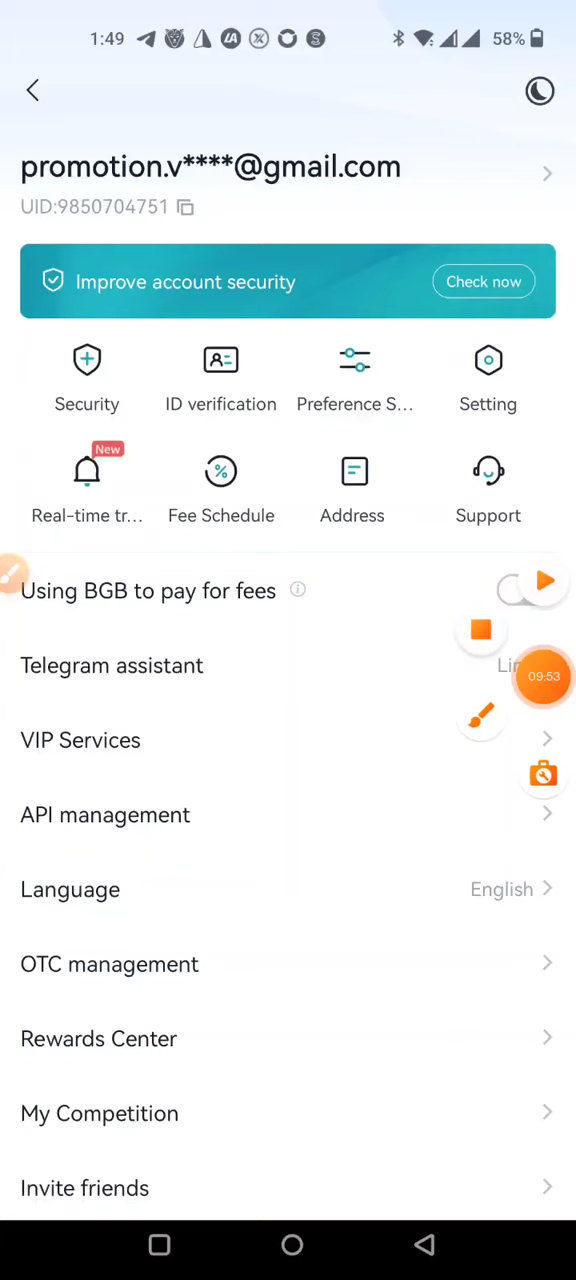 1:49
58%
promotion.v****@gmail.com
UID:9850704751
Improve account security
Check now
Security
ID verification
Preference S...
Setting
New
Real-time tr...
Fee Schedule
Address
Support
Using BGB to pay for fees
Telegram assistant
09:53
VIP Services
API management
Language
English
OTC management
Rewards Center
My Competition
Invite friends